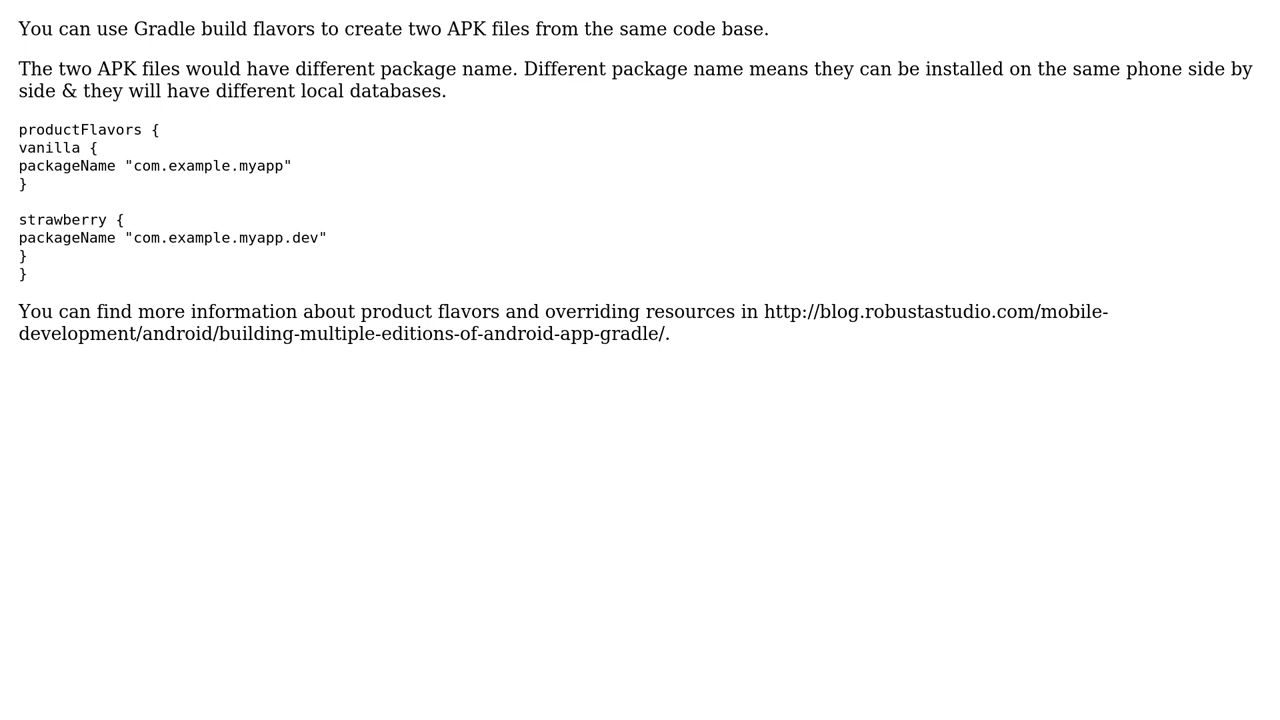 You can use Gradle build flavors to create two APK files from the same code base.
The two APK files would have different package name. Different package name means they can be installed on the same phone side by
side & they will have different local databases.
productFlavors {
vanilla {
packageName "com.example.myapp"
}
strawberry {
packageName "com.example.myapp.dev"
}
}
You can find more information about product flavors and overriding resources in http://blog.robustastudio.com/mobile-
development/android/building-multiple-editions-of-android-app-gradle/.